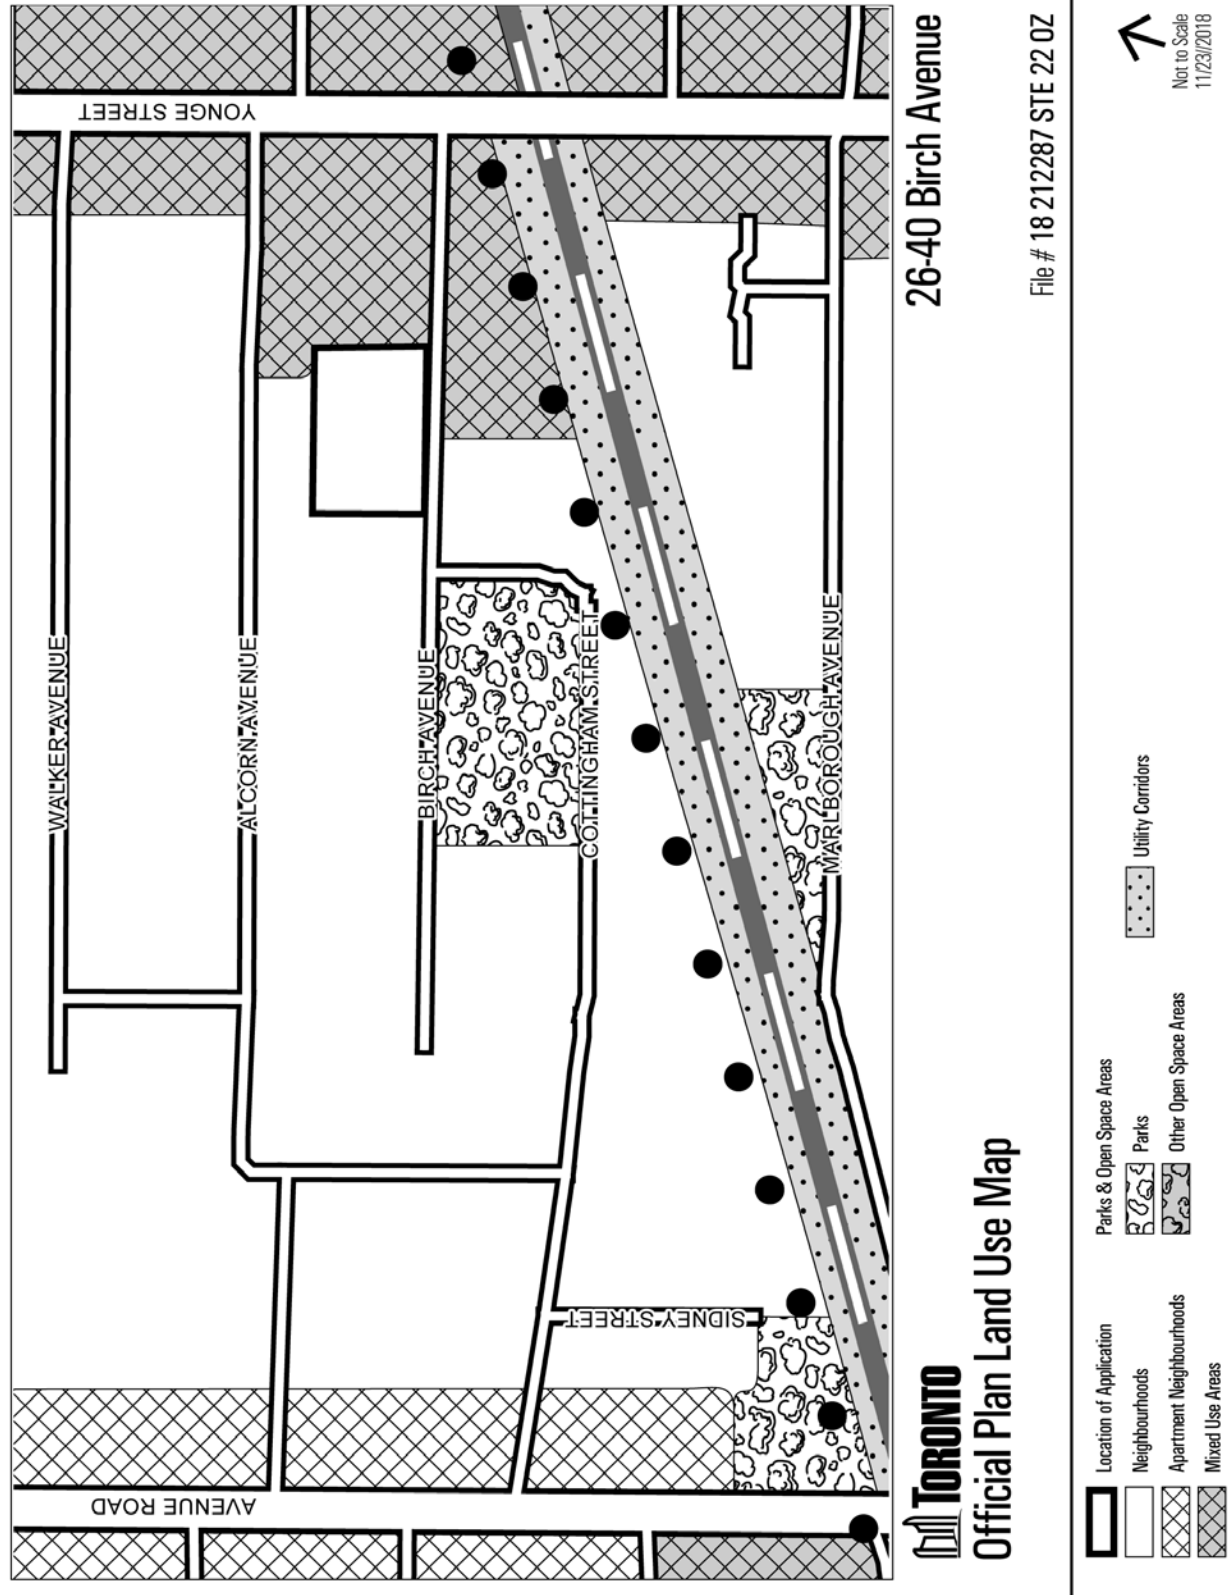 YONGE STREET
WALKER AVENUE
ALCORN AVENUE
BIRCH AVENUE
COTTINGHAM STREET
MARLBOROUGH AVENUE
SIDNEY STREET
AVENUE ROAD
TORONTO
Official Plan Land Use Map
26-40 Birch Avenue
File # 18 212287 STE 22 OZ
Location of Application
Neighbourhoods
Apartment Neighbourhoods
Mixed Use Areas
Parks & Open Space Areas
Parks
Other Open Space Areas
Utility Corridors
Not to Scale
11/23//2018